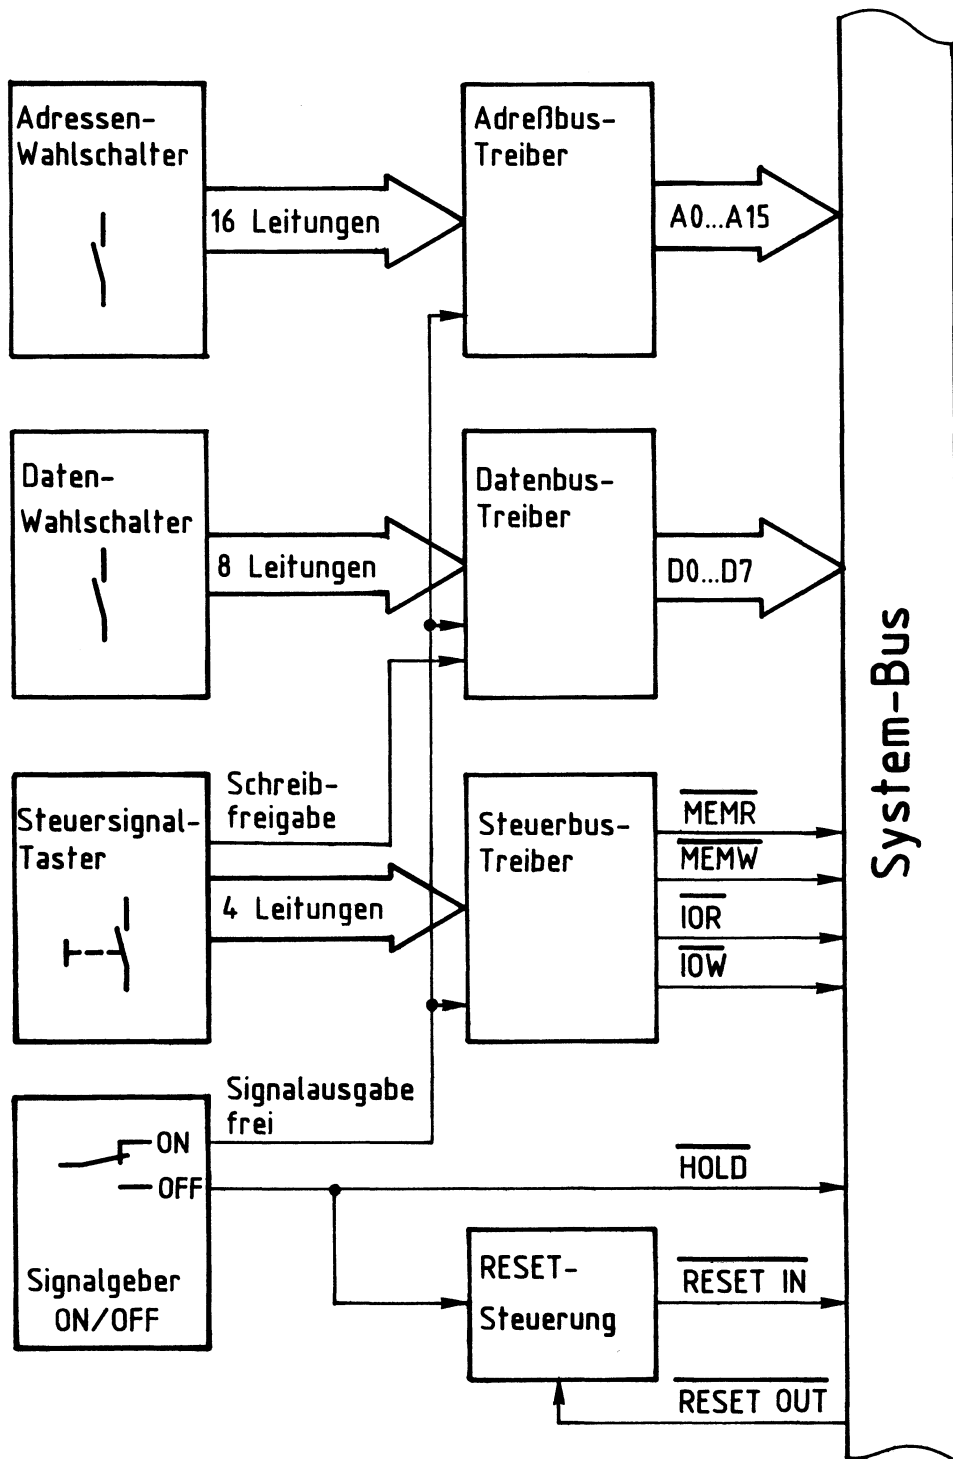 Adressen-
Wahlschalter
16 Leitungen
Adreßbus-
Treiber
A0...A15
Daten-
Wahlschalter
8 Leitungen
Datenbus-
Treiber
D0...D7
System-Bus
Steuersignal-
Taster
Schreib-
freigabe
4 Leitungen
Steuerbus-
Treiber
MEMR
MEMW
IOR
IOW
Signalausgabe
frei
ON
OFF
Signalgeber
ON/OFF
HOLD
RESET-
Steuerung
RESET IN
RESET OUT